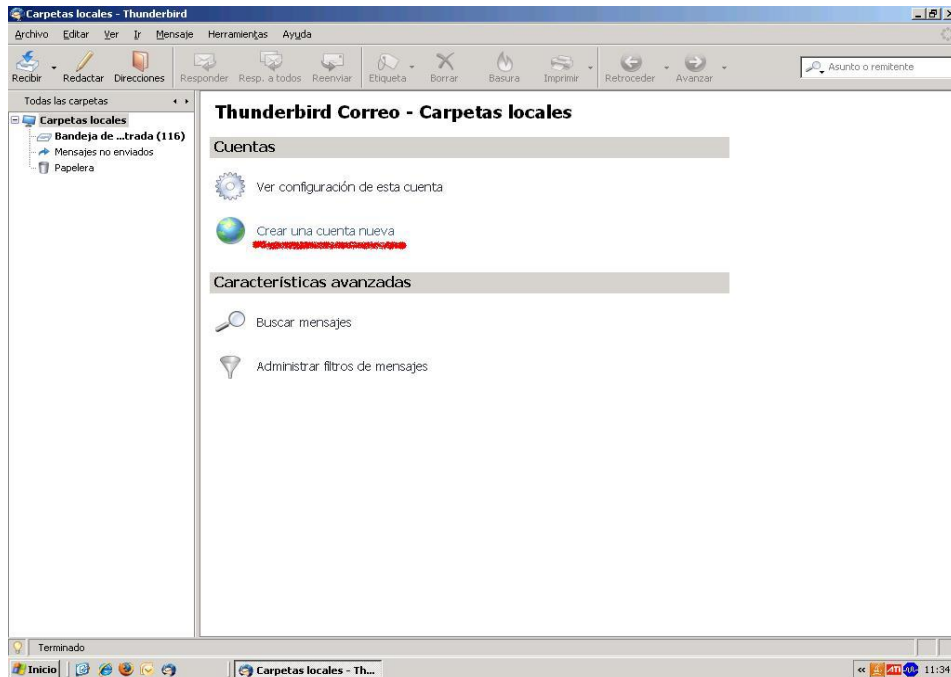 Carpetas locales - Thunderbird
Archivo Editar Ver Ir Mensaje Herramientas Ayuda
Recibir Redactar Direcciones Responder Resp. a todos Reenviar Etiqueta Borrar Basura Imprimir Retroceder Avanzar Asunto o remitente
Todas las carpetas
Carpetas locales
Bandeja de ...trada (116)
Mensajes no enviados
Papelera
Thunderbird Correo - Carpetas locales
Cuentas
Ver configuración de esta cuenta
Crear una cuenta nueva
Características avanzadas
Buscar mensajes
Administrar filtros de mensajes
Terminado
Inicio Carpetas locales - Th... « ATI 11:34